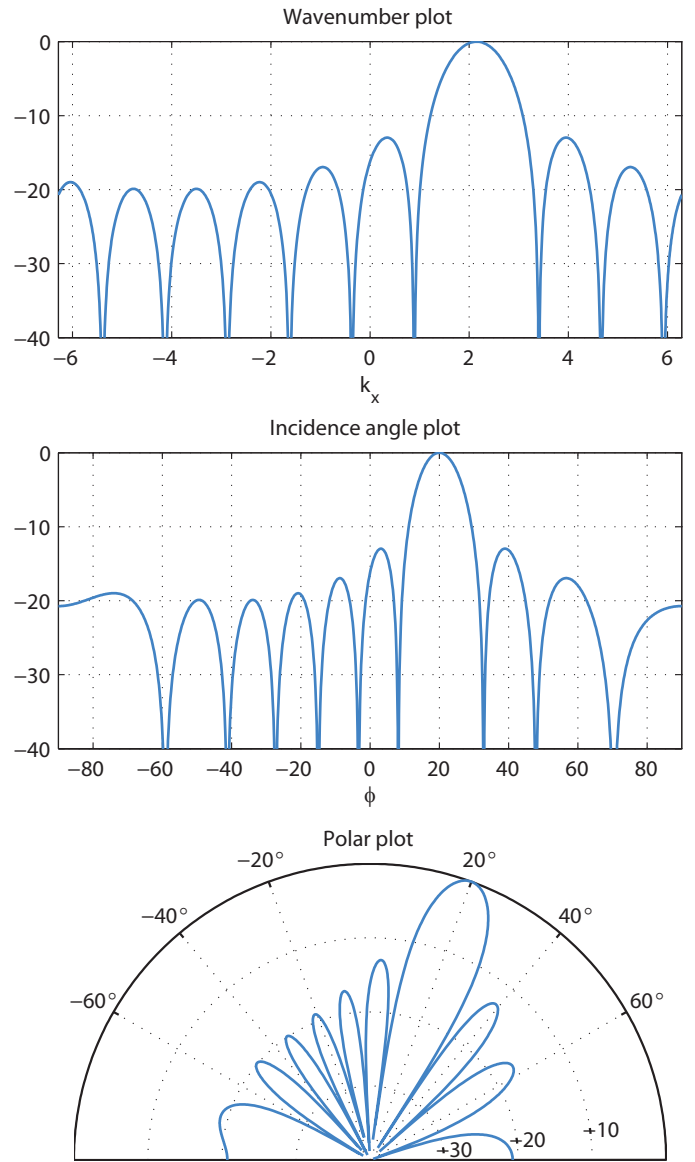 Wavenumber plot
0
−10
−20
−30
−40
−6 −4 −2 0 2 4 6
k_x
Incidence angle plot
0
−10
−20
−30
−40
−80 −60 −40 −20 0 20 40 60 80
ϕ
Polar plot
−20° 20°
−40° 40°
−60° 60°
−30 −20 −10